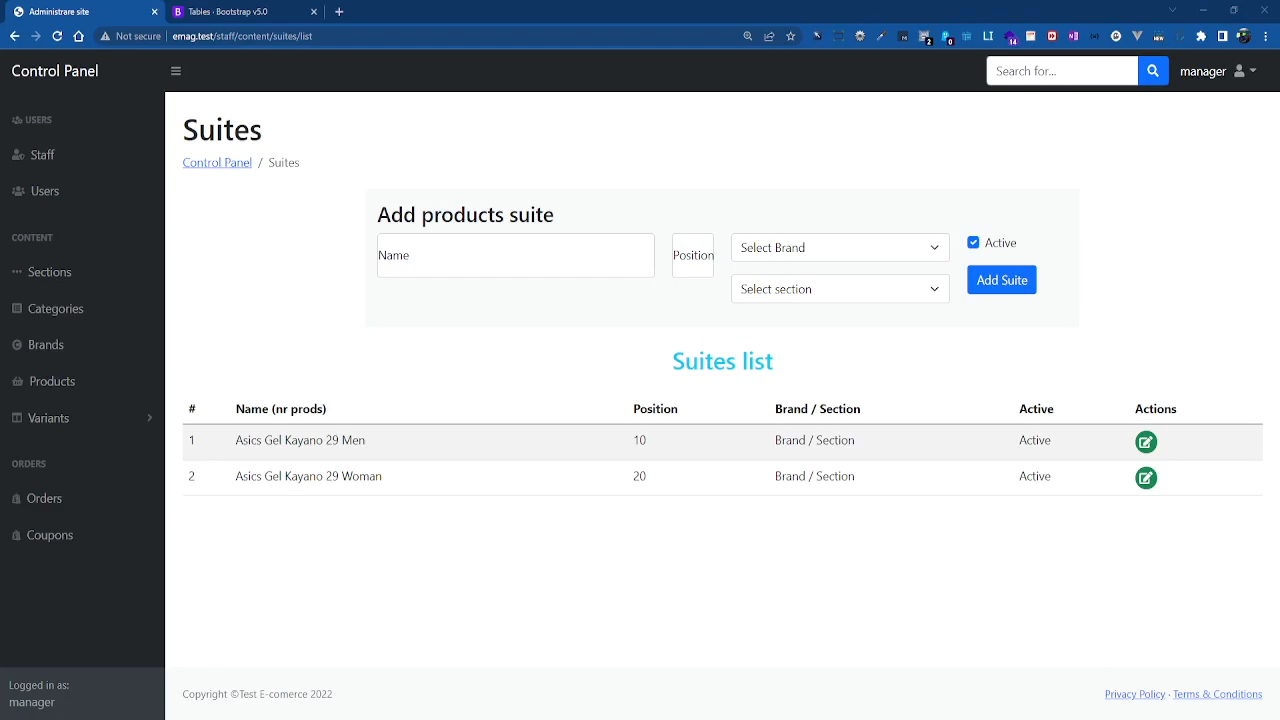 Administrare site
Tables · Bootstrap v5.0
Not secure
emag.test/staff/content/suites/list
Control Panel
Search for...
manager
USERS
Staff
Users
CONTENT
Sections
Categories
Brands
Products
Variants
ORDERS
Orders
Coupons
Logged in as:
manager
Suites
Control Panel / Suites
Add products suite
Name
Position
Select Brand
Select section
Active
Add Suite
Suites list
# Name (nr prods) Position Brand / Section Active Actions
1 Asics Gel Kayano 29 Men 10 Brand / Section Active
2 Asics Gel Kayano 29 Woman 20 Brand / Section Active
Copyright ©Test E-comerce 2022
Privacy Policy · Terms & Conditions